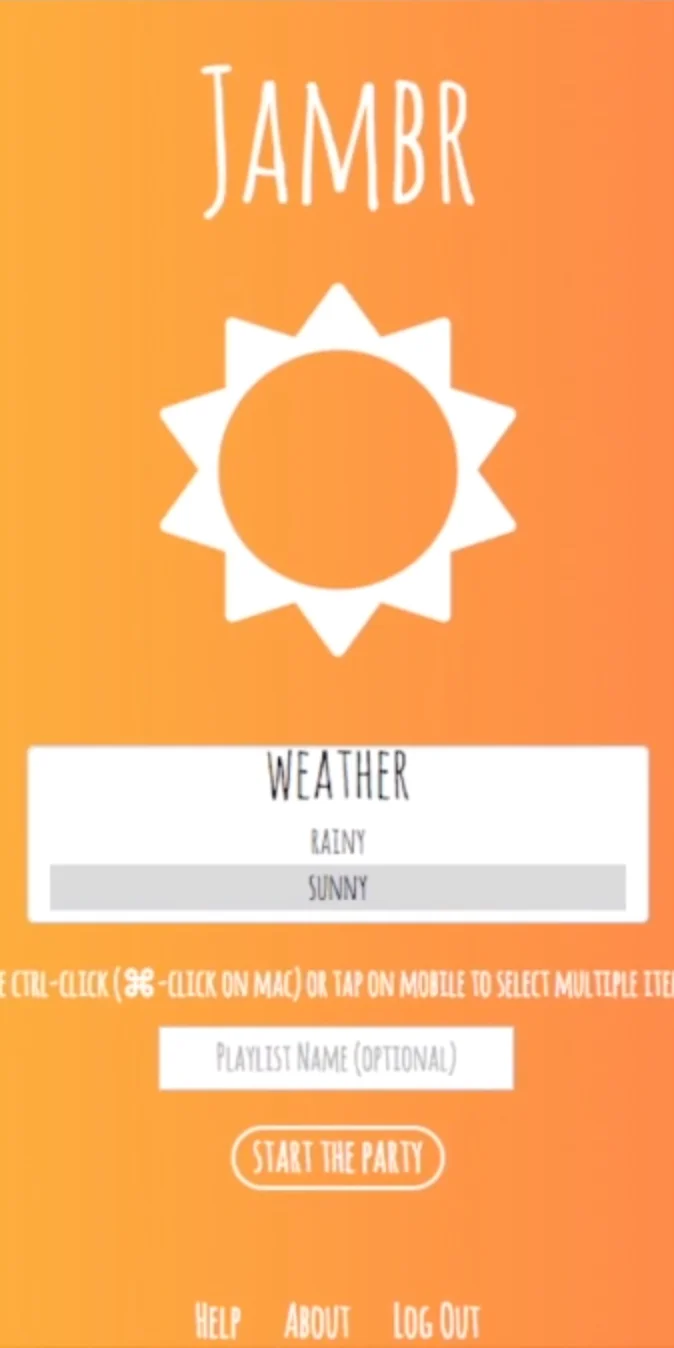 JAMBR
WEATHER
RAINY
SUNNY
CTRL-CLICK (⌘-CLICK ON MAC) OR TAP ON MOBILE TO SELECT MULTIPLE
PLAYLIST NAME (OPTIONAL)
START THE PARTY
HELP ABOUT LOG OUT